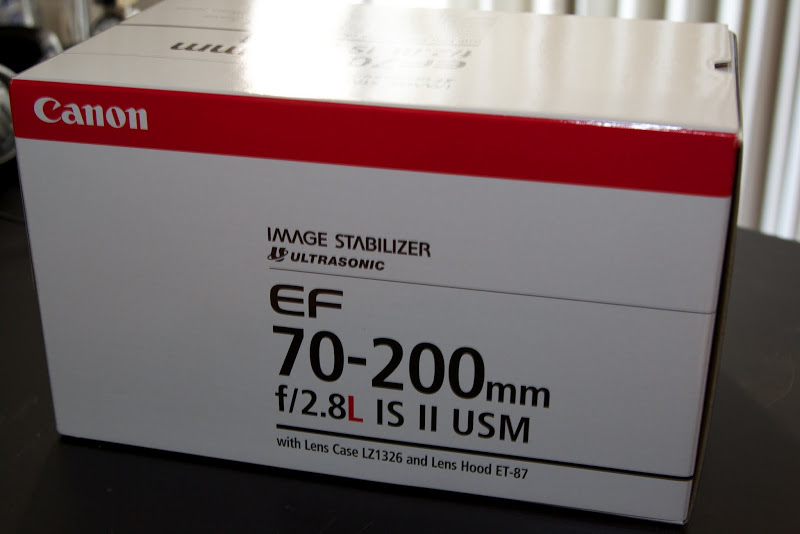 Canon
IMAGE STABILIZER
ULTRASONIC
EF
70-200mm
f/2.8L IS II USM
with Lens Case LZ1326 and Lens Hood ET-87